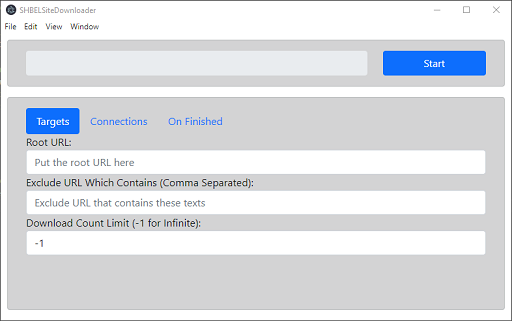 SHBELSiteDownloader
File Edit View Window
Start
Targets Connections On Finished
Root URL:
Put the root URL here
Exclude URL Which Contains (Comma Separated):
Exclude URL that contains these texts
Download Count Limit (-1 for Infinite):
-1